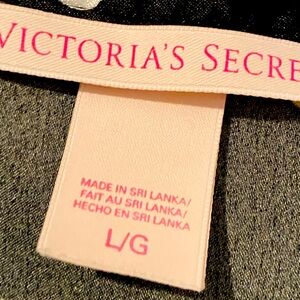 VICTORIA'S SECRE
MADE IN SRI LANKA/
FAIT AU SRI LANKA/
HECHO EN SRI LANKA
L/G